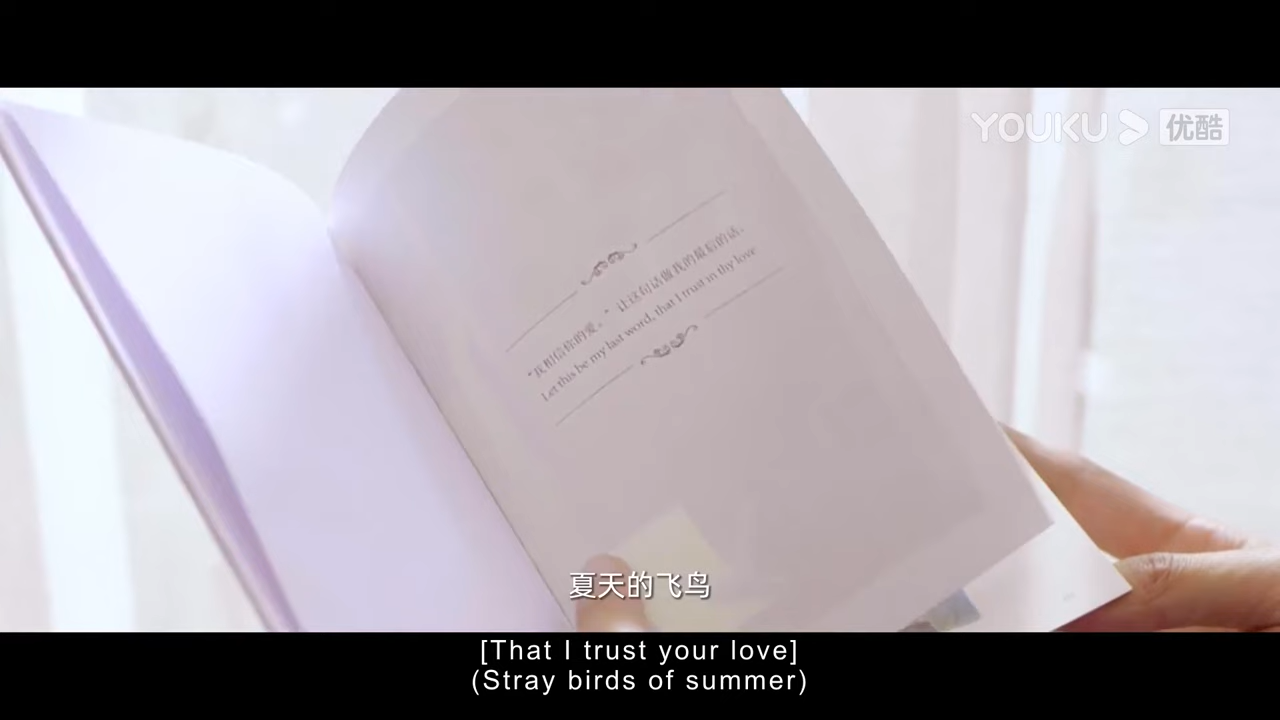 YOUKU 优酷
“我相信你的爱。”让这句话做我的最后的话。
Let this be my last word, that I trust in thy love
夏天的飞鸟
[That I trust your love]
(Stray birds of summer)